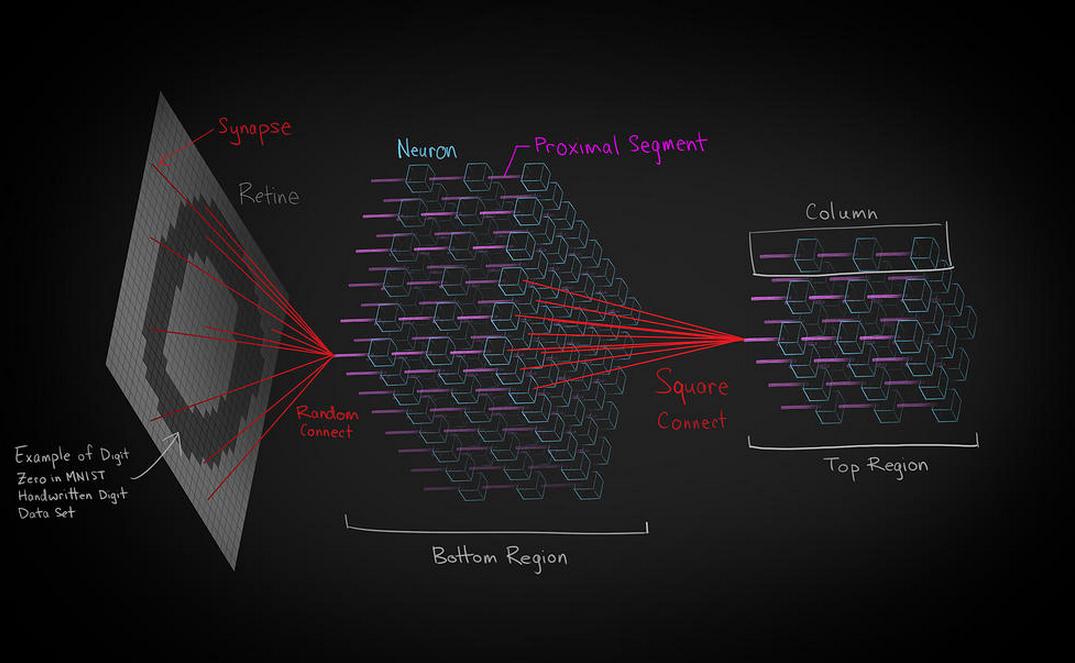 Synapse
Retine
Neuron
Proximal Segment
Column
Random
Connect
Square
Connect
Example of Digit
Zero in MNIST
Handwritten Digit
Data Set
Top Region
Bottom Region